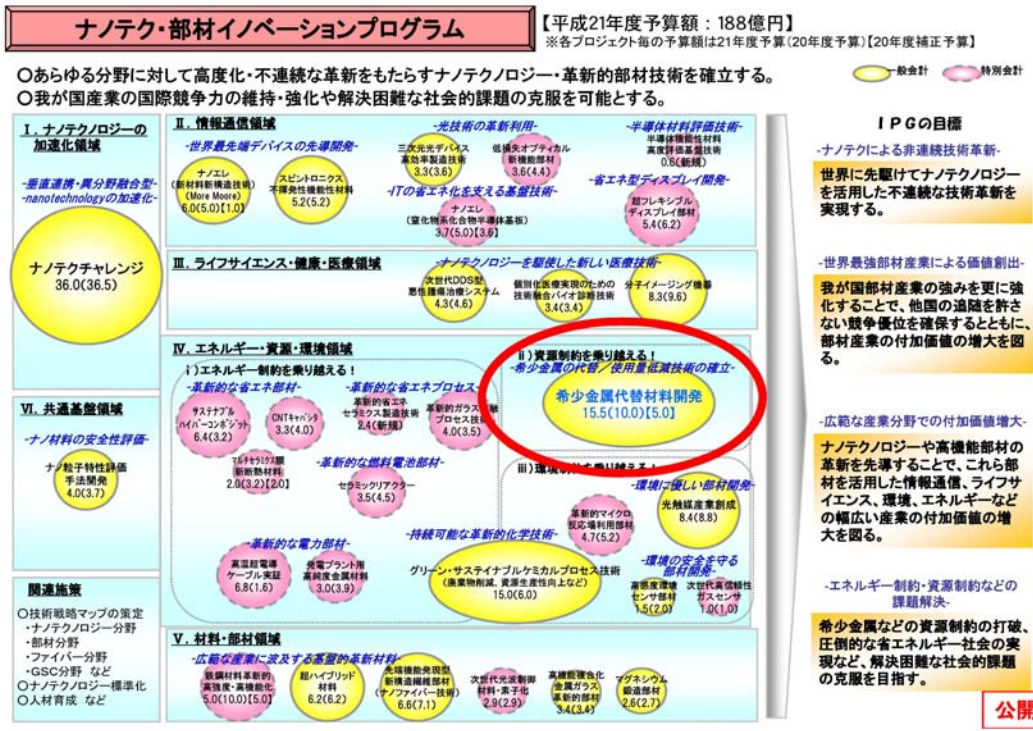 ナノテク・部材イノベーションプログラム
【平成21年度予算額：188億円】
※各プロジェクト毎の予算額は21年度予算(20年度予算)【20年度補正予算】
○あらゆる分野に対して高度化・不連続な革新をもたらすナノテクノロジー・革新的部材技術を確立する。
○我が国産業の国際競争力の維持・強化や解決困難な社会的課題の克服を可能とする。
一般会計
特別会計
Ⅰ．ナノテクノロジーの
加速化領域
-垂直連携・異分野融合型-
-nanotechnologyの加速化-
ナノテクチャレンジ
36.0(36.5)
Ⅵ．共通基盤領域
-ナノ材料の安全性評価-
ナノ粒子特性評価
手法開発
4.0(3.7)
関連施策
○技術戦略マップの策定
・ナノテクノロジー分野
・部材分野
・ファイバー分野
・GSC分野 など
○ナノテクノロジー標準化
○人材育成 など
Ⅱ．情報通信領域
-世界最先端デバイスの先導開発-
ナノエレ
(新材料新構造技術)
(More Moore)
6.0(5.0)【1.0】
スピントロニクス
不揮発性機能性材料
5.2(5.2)
-光技術の革新利用-
三次元光デバイス
高効率製造技術
3.3(3.6)
低損失オプティカル
新機能部材
3.6(4.4)
-ITの省エネ化を支える基盤技術-
ナノエレ
(窒化物系化合物半導体基板)
3.7(5.0)【3.6】
-半導体材料評価技術-
半導体機能性材料
高度評価基盤技術
0.6(新規)
-省エネ型ディスプレイ開発-
超フレキシブル
ディスプレイ部材
5.4(6.2)
Ⅲ．ライフサイエンス・健康・医療領域
-ナノテクノロジーを駆使した新しい医療技術-
次世代DDS型
悪性腫瘍治療システム
4.3(4.6)
個別化医療実現のための
技術融合バイオ診断技術
3.4(3.4)
分子イメージング機器
8.3(9.6)
Ⅳ．エネルギー・資源・環境領域
ⅰ)エネルギー制約を乗り越える！
-革新的な省エネ部材-
サステナブル
ハイパーコンポジット
6.4(3.2)
CNTキャパシタ
3.3(4.0)
マルチセラミックス膜
新断熱材料
2.0(3.2)【2.0】
-革新的な省エネプロセス-
革新的省エネ
セラミクス製造技術
2.4(新規)
革新的ガラス溶融
プロセス技術
4.0(3.5)
-革新的な燃料電池部材-
セラミックリアクター
3.5(4.5)
-革新的な電力部材-
高温超電導
ケーブル実証
6.8(1.6)
発電プラント用
高純度金属材料
3.0(3.9)
ⅱ)資源制約を乗り越える！
-希少金属の代替／使用量低減技術の確立-
希少金属代替材料開発
15.5(10.0)【5.0】
ⅲ)環境制約を乗り越える！
-環境に優しい部材開発-
光触媒産業創成
8.4(8.8)
革新的マイクロ
反応場利用部材
4.7(5.2)
-持続可能な革新的化学技術-
グリーン・サステイナブルケミカルプロセス技術
(廃棄物削減、資源生産性向上など)
15.0(6.0)
-環境の安全を守る
部材開発-
高感度環境
センサ部材
1.5(2.0)
次世代高信頼性
ガスセンサ
1.0(1.0)
Ⅴ．材料・部材領域
-広範な産業に波及する基盤的革新材料-
鉄鋼材料革新的
高強度・高機能化
5.0(10.0)【5.0】
超ハイブリッド
材料
6.2(6.2)
先端機能発現型
新構造繊維部材
(ナノファイバー技術)
6.6(7.1)
次世代光波制御
材料・素子化
2.9(2.9)
高機能複合化
金属ガラス
革新的部材
3.4(3.4)
マグネシウム
鍛造部材
2.6(2.7)
ＩＰＧの目標
-ナノテクによる非連続技術革新-
世界に先駆けてナノテクノロジー
を活用した不連続な技術革新を
実現する。
-世界最強部材産業による価値創出-
我が国部材産業の強みを更に強
化することで、他国の追随を許さ
ない競争優位を確保するとともに、
部材産業の付加価値の増大を図
る。
-広範な産業分野での付加価値増大-
ナノテクノロジーや高機能部材の
革新を先導することで、これら部
材を活用した情報通信、ライフサ
イエンス、環境、エネルギーなど
の幅広い産業の付加価値の増
大を図る。
-エネルギー制約・資源制約などの
課題解決-
希少金属などの資源制約の打破、
圧倒的な省エネルギー社会の実
現など、解決困難な社会的課題
の克服を目指す。
公開